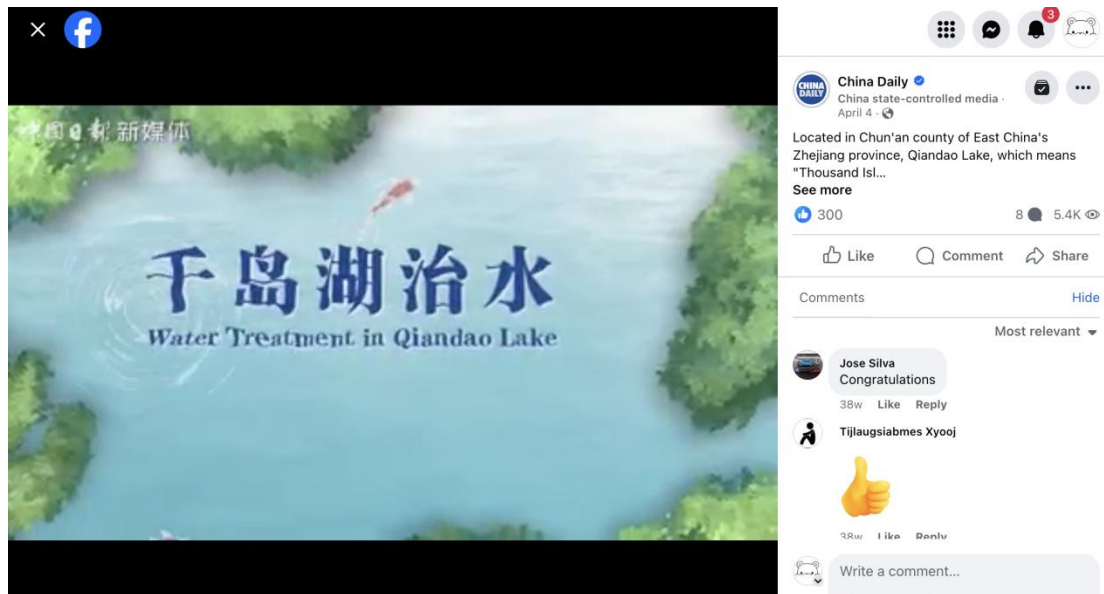 中国日报新媒体
千岛湖治水
Water Treatment in Qiandao Lake
3
CHINA DAILY
China Daily
China state-controlled media ·
April 4 ·
Located in Chun'an county of East China's
Zhejiang province, Qiandao Lake, which means
"Thousand Isl...
See more
300
8
5.4K
Like
Comment
Share
Comments
Hide
Most relevant
Jose Silva
Congratulations
38w Like Reply
Tijlaugsiabmes Xyooj
38w Like Reply
Write a comment...